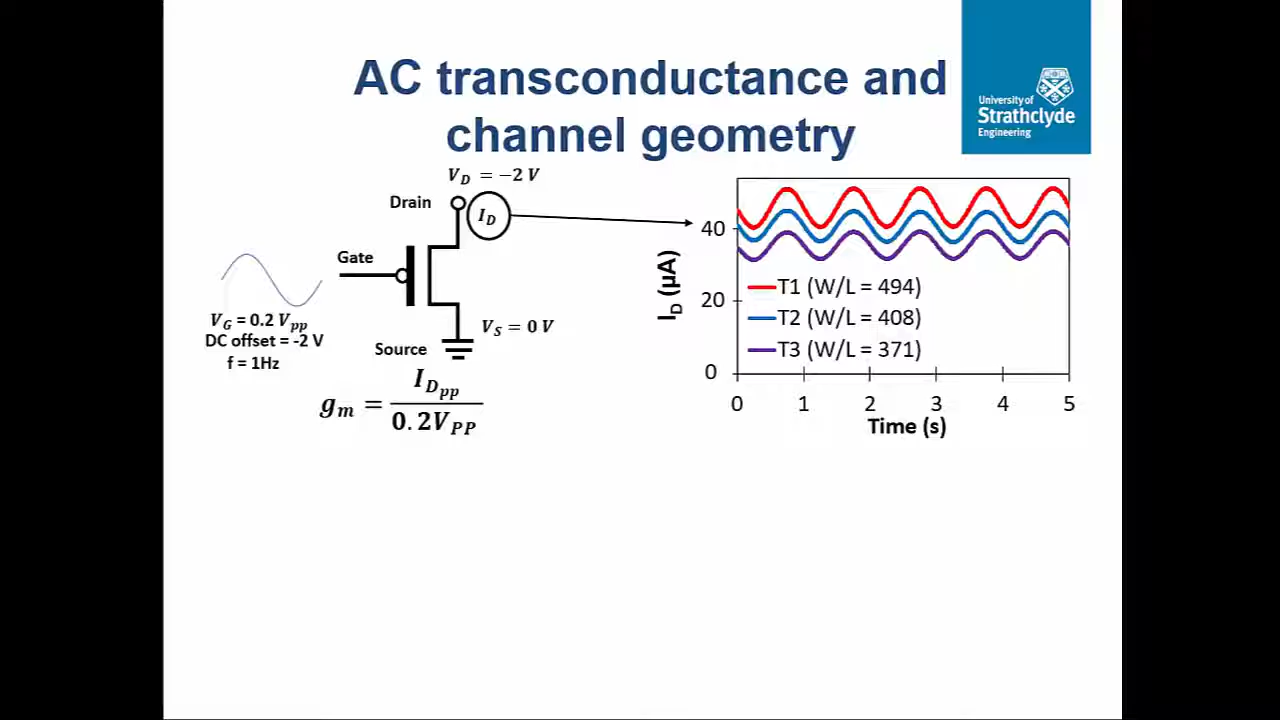 AC transconductance and
channel geometry
University of
Strathclyde
Engineering
V_D = −2 V
Drain
I_D
Gate
V_G = 0.2 V_pp
DC offset = -2 V
f = 1Hz
V_S = 0 V
Source
g_m = I_Dpp / 0.2V_PP
I_D (µA)
40
20
0
T1 (W/L = 494)
T2 (W/L = 408)
T3 (W/L = 371)
0 1 2 3 4 5
Time (s)